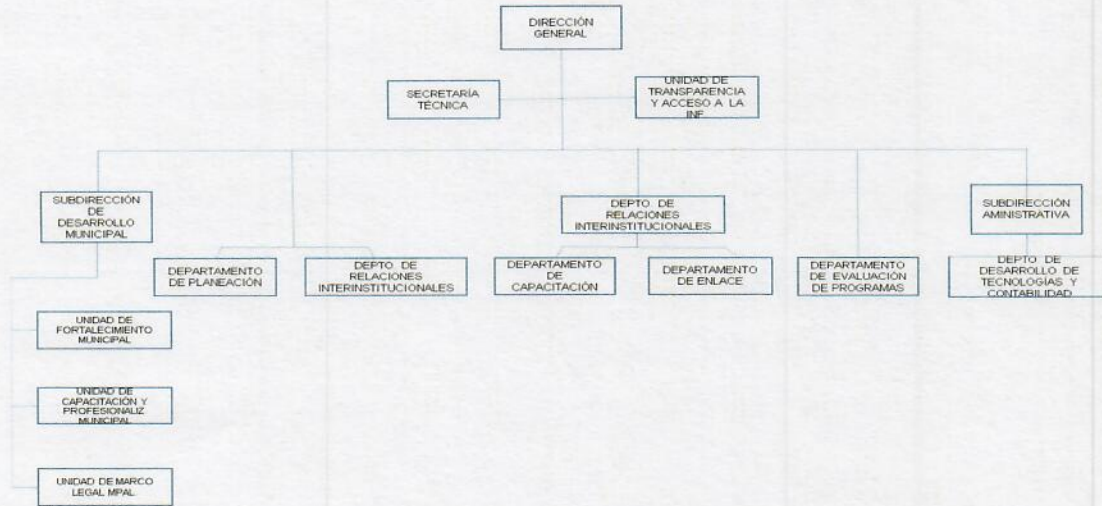 DIRECCIÓN
GENERAL
SECRETARÍA
TÉCNICA
UNIDAD DE
TRANSPARENCIA
Y ACCESO A LA
INF.
SUBDIRECCIÓN
DE
DESARROLLO
MUNICIPAL
DEPTO DE
RELACIONES
INTERINSTITUCIONALES
SUBDIRECCIÓN
AMINISTRATIVA
DEPARTAMENTO
DE PLANEACIÓN
DEPTO DE
RELACIONES
INTERINSTITUCIONALES
DEPARTAMENTO
DE
CAPACITACIÓN
DEPARTAMENTO
DE ENLACE
DEPARTAMENTO
DE EVALUACIÓN
DE PROGRAMAS
DEPTO DE
DESARROLLO DE
TECNOLOGÍAS Y
CONTABILIDAD
UNIDAD DE
FORTALECIMIENTO
MUNICIPAL
UNIDAD DE
CAPACITACIÓN Y
PROFESIONALIZ
MUNICIPAL
UNIDAD DE MARCO
LEGAL MPAL